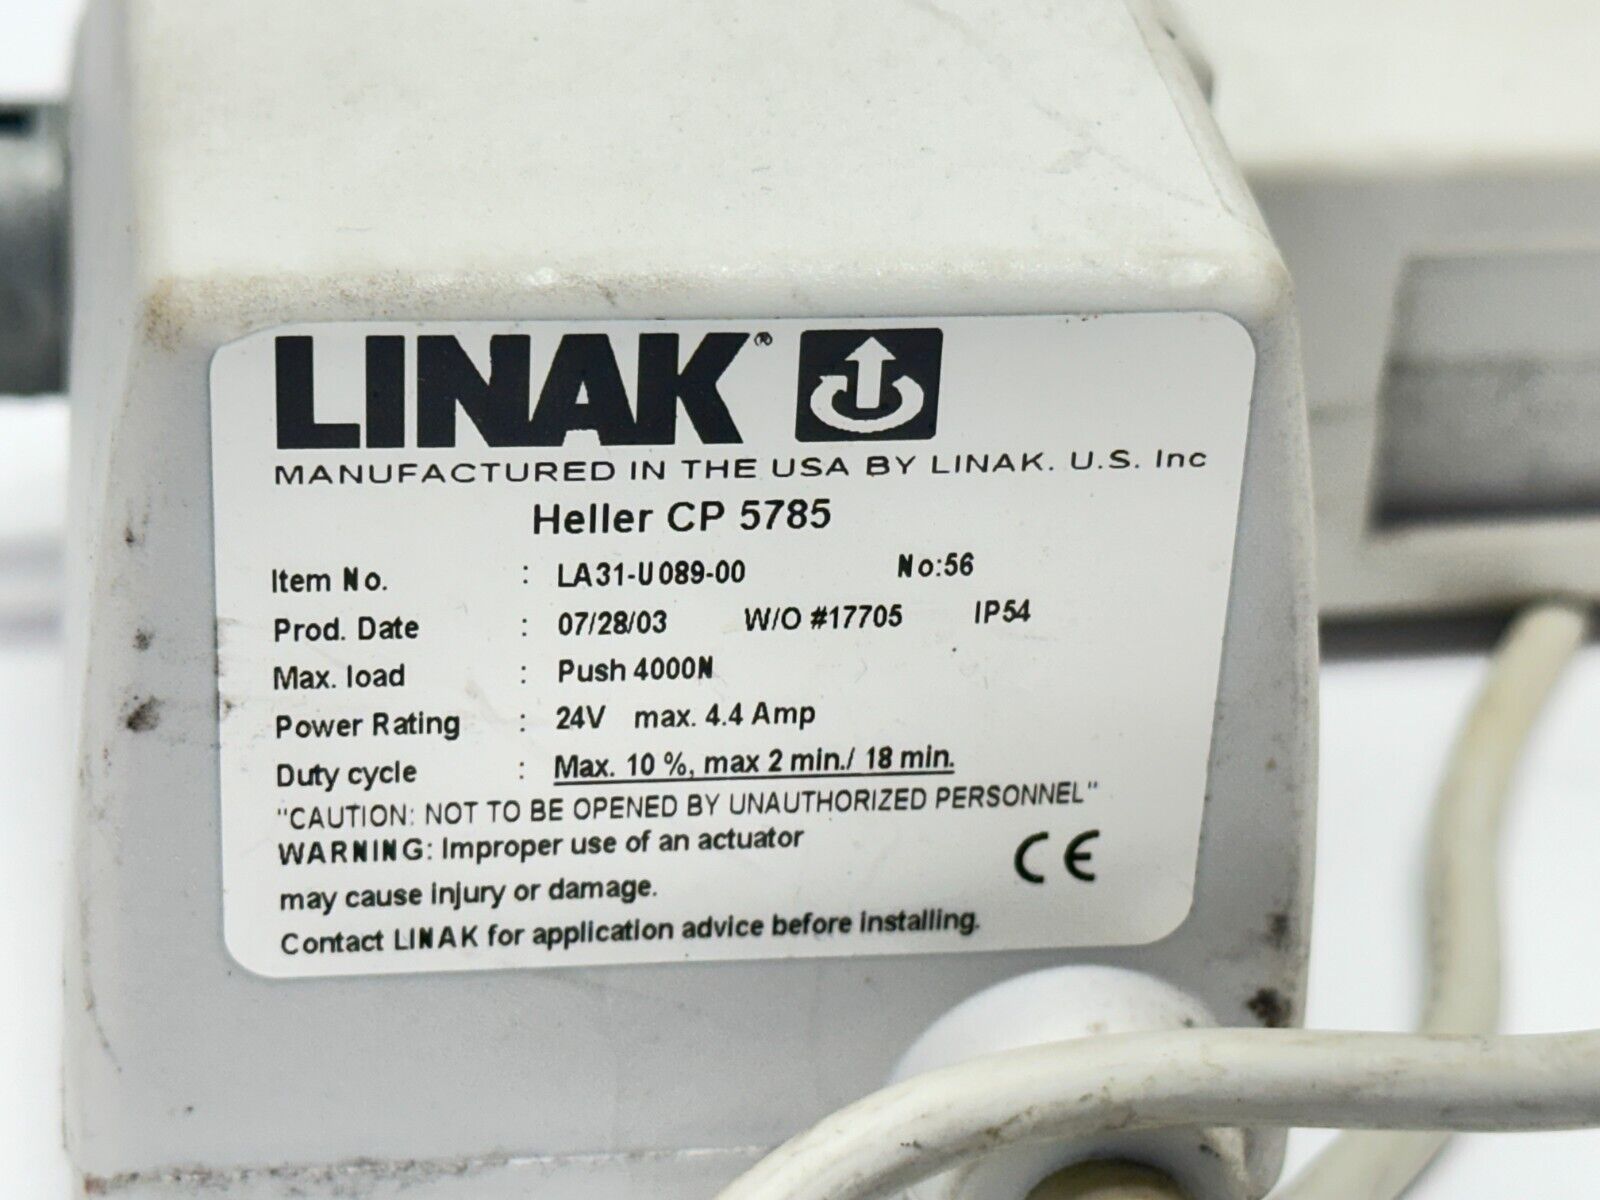 LINAK®
MANUFACTURED IN THE USA BY LINAK. U.S. Inc
Heller CP 5785
Item No. : LA31-U089-00 No:56
Prod. Date : 07/28/03 W/O #17705 IP54
Max. load : Push 4000N
Power Rating : 24V max. 4.4 Amp
Duty cycle : Max. 10 %, max 2 min./ 18 min.
"CAUTION: NOT TO BE OPENED BY UNAUTHORIZED PERSONNEL"
WARNING: Improper use of an actuator
may cause injury or damage.
Contact LINAK for application advice before installing.
CE